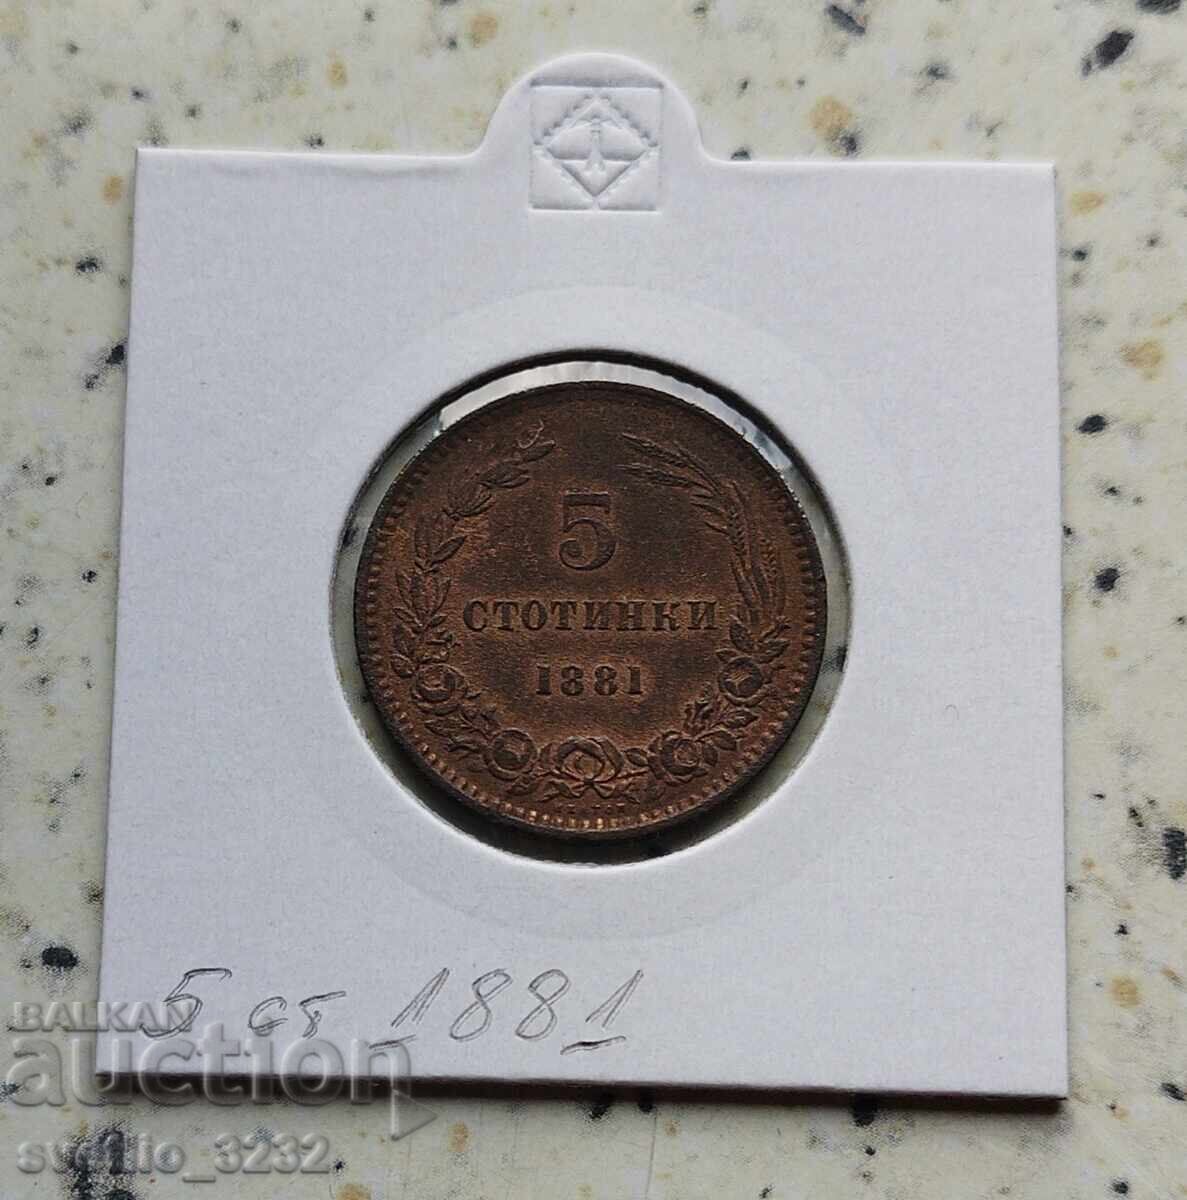 5
СТОТИНКИ
1881
5 ст 1881
BALKAN
auction
svetlio_3232